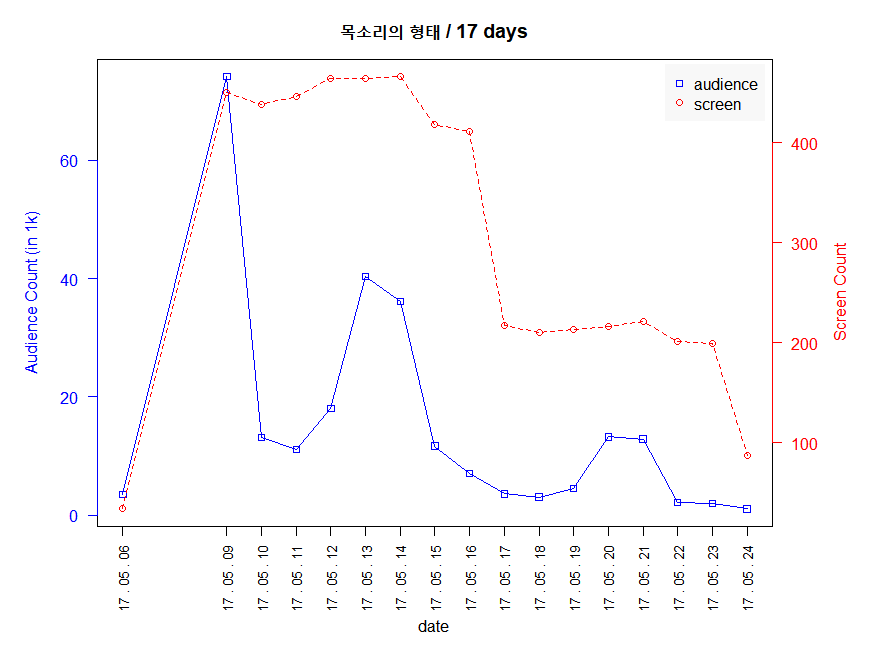 목소리의 형태 / 17 days
audience
screen
Audience Count (in 1k)
60
40
20
0
400
300
200
100
Screen Count
17 . 05 . 06
17 . 05 . 09
17 . 05 . 10
17 . 05 . 11
17 . 05 . 12
17 . 05 . 13
17 . 05 . 14
17 . 05 . 15
17 . 05 . 16
17 . 05 . 17
17 . 05 . 18
17 . 05 . 19
17 . 05 . 20
17 . 05 . 21
17 . 05 . 22
17 . 05 . 23
17 . 05 . 24
date